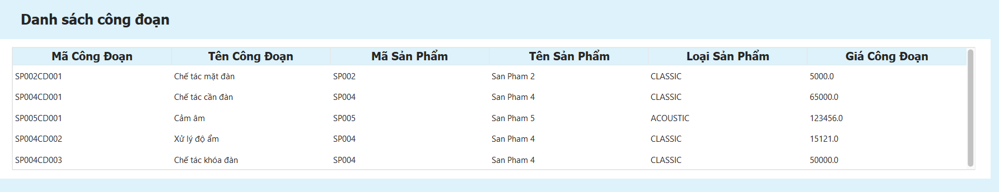 Danh sách công đoạn
Mã Công Đoạn Tên Công Đoạn Mã Sản Phẩm Tên Sản Phẩm Loại Sản Phẩm Giá Công Đoạn
SP002CD001 Chế tác mặt đàn SP002 San Pham 2 CLASSIC 5000.0
SP004CD001 Chế tác cần đàn SP004 San Pham 4 CLASSIC 65000.0
SP005CD001 Cảm âm SP005 San Pham 5 ACOUSTIC 123456.0
SP004CD002 Xử lý độ ẩm SP004 San Pham 4 CLASSIC 15121.0
SP004CD003 Chế tác khóa đàn SP004 San Pham 4 CLASSIC 50000.0